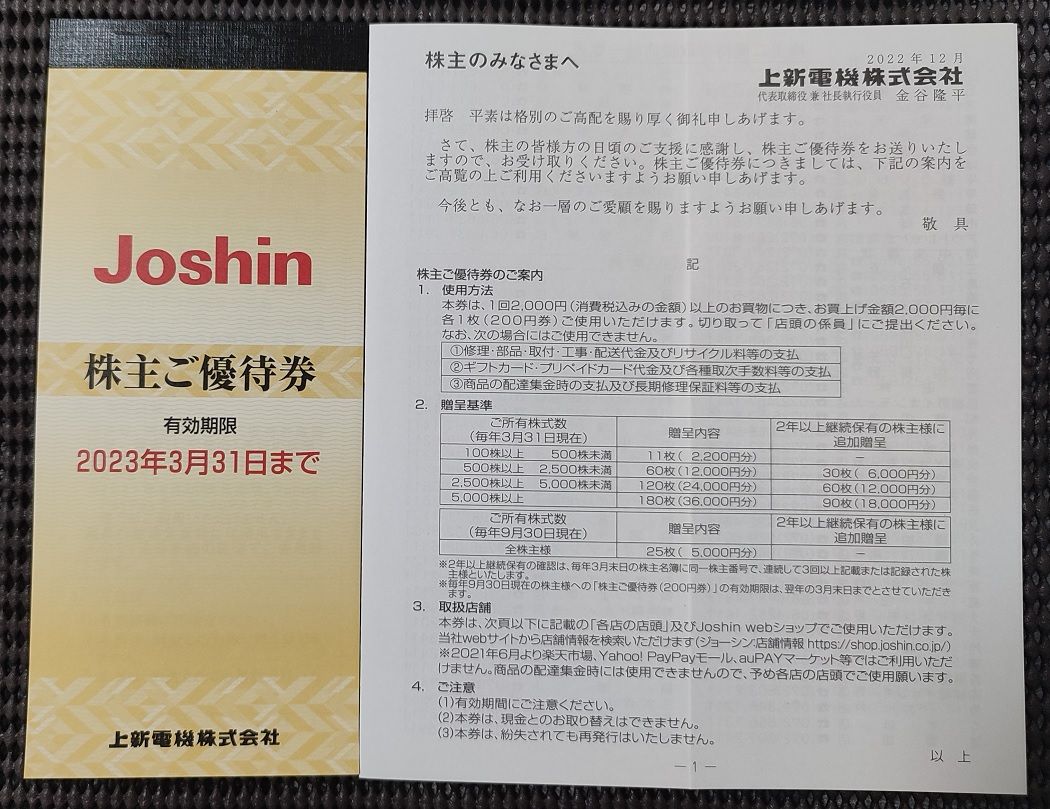 Joshin
株主ご優待券
有効期限
2023年3月31日まで
上新電機株式会社
株主のみなさまへ
2022年12月
上新電機株式会社
代表取締役 兼 社長執行役員 金谷隆平
拝啓 平素は格別のご高配を賜り厚く御礼申しあげます。
さて、株主の皆様方の日頃のご支援に感謝し、株主ご優待券をお送りいたし
ますので、お受け取りください。株主ご優待券につきましては、下記の案内を
ご高覧の上ご利用くださいますようお願い申しあげます。
今後とも、なお一層のご愛顧を賜りますようお願い申しあげます。
敬 具
記
株主ご優待券のご案内
1. 使用方法
本券は、1回2,000円(消費税込みの金額)以上のお買物につき、お買上げ金額2,000円毎に
各1枚(200円券)ご使用いただけます。切り取って「店頭の係員」にご提出ください。
なお、次の場合にはご使用できません。
①修理・部品・取付・工事・配送代金及びリサイクル料等の支払
②ギフトカード・プリペイドカード代金及び各種取次手数料等の支払
③商品の配達集金時の支払及び長期修理保証料等の支払
2. 贈呈基準
ご所有株式数
(毎年3月31日現在) 贈呈内容 2年以上継続保有の株主様に
追加贈呈
100株以上 500株未満 11枚( 2,200円分) −
500株以上 2,500株未満 60枚(12,000円分) 30枚( 6,000円分)
2,500株以上 5,000株未満 120枚(24,000円分) 60枚(12,000円分)
5,000株以上 180枚(36,000円分) 90枚(18,000円分)
ご所有株式数
(毎年9月30日現在) 贈呈内容 2年以上継続保有の株主様に
追加贈呈
全株主様 25枚( 5,000円分) −
※2年以上継続保有の確認は、毎年3月末日の株主名簿に同一株主番号で、連続して3回以上記載または記録された株
主様といたします。
※毎年9月30日現在の株主様への「株主ご優待券(200円券)」の有効期限は、翌年の3月末日までとさせていただき
ます。
3. 取扱店舗
本券は、次頁以下に記載の「各店の店頭」及びJoshin webショップでご使用いただけます。
当社webサイトから店舗情報を検索いただけます(ジョーシン:店舗情報 https://shop.joshin.co.jp/)
※2021年6月より楽天市場、Yahoo! PayPayモール、auPAYマーケット等ではご利用いただ
けません。商品の配達集金時には使用できませんので、予め各店の店頭でご使用願います。
4. ご注意
(1)有効期間にご注意ください。
(2)本券は、現金とのお取り替えはできません。
(3)本券は、紛失されても再発行はいたしません。
以 上
− 1 −